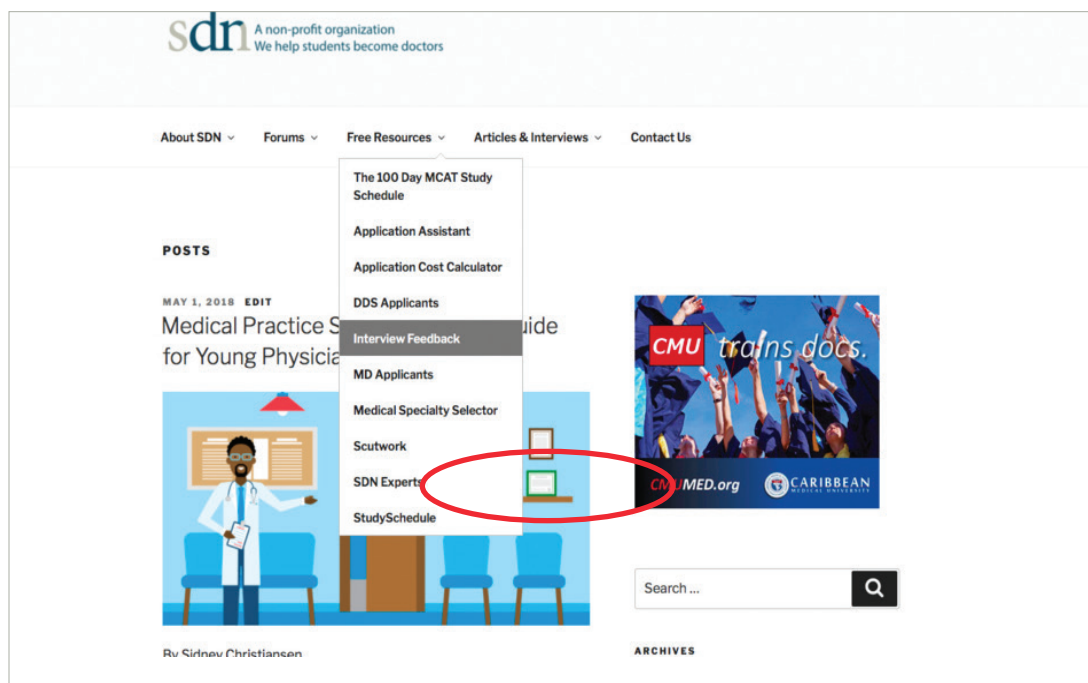 sdn A non-profit organization
We help students become doctors
About SDN Forums Free Resources Articles & Interviews Contact Us
The 100 Day MCAT Study
Schedule
Application Assistant
Application Cost Calculator
DDS Applicants
Interview Feedback
MD Applicants
Medical Specialty Selector
Scutwork
SDN Experts
StudySchedule
POSTS
MAY 1, 2018 EDIT
Medical Practice S uide
for Young Physicia
By Sidney Christiansen
CMU trains docs.
CMUMED.org CARIBBEAN
MEDICAL UNIVERSITY
Search ...
ARCHIVES